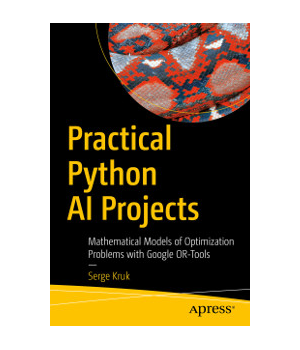 Practical
Python
AI Projects
Mathematical Models of Optimization
Problems with Google OR-Tools
—
Serge Kruk
Apress®